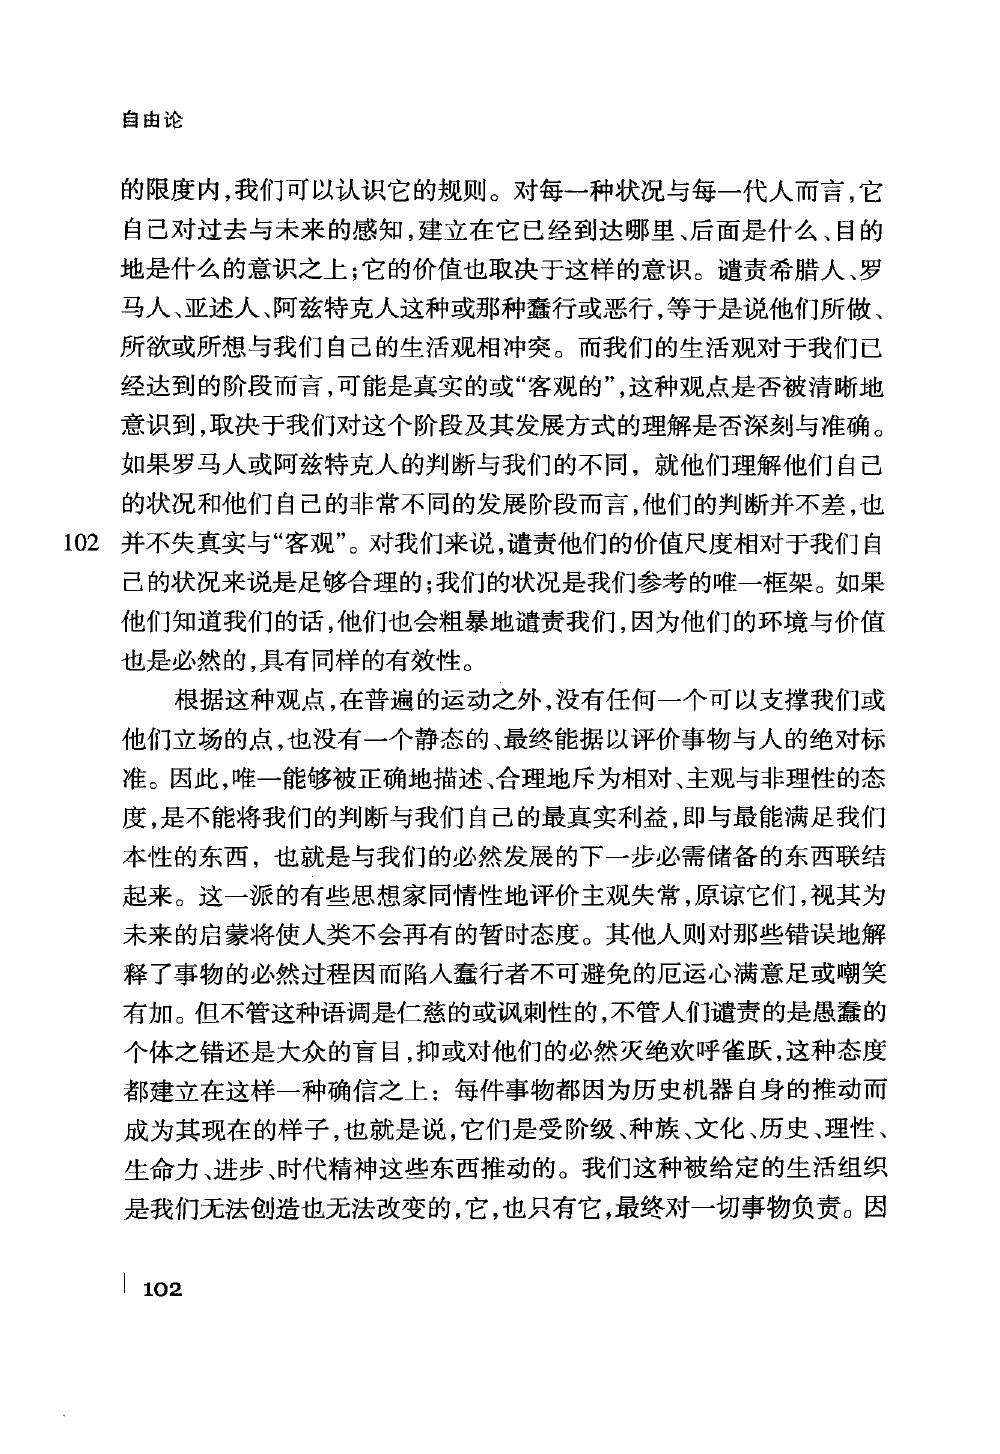 自由论
的限度内，我们可以认识它的规则。对每一种状况与每一代人而言，它
自己对过去与未来的感知，建立在它已经到达哪里、后面是什么、目的
地是什么的意识之上；它的价值也取决于这样的意识。谴责希腊人、罗
马人、亚述人、阿兹特克人这种或那种蠢行或恶行，等于是说他们所做、
所欲或所想与我们自己的生活观相冲突。而我们的生活观对于我们已
经达到的阶段而言，可能是真实的或“客观的”，这种观点是否被清晰地
意识到，取决于我们对这个阶段及其发展方式的理解是否深刻与准确。
如果罗马人或阿兹特克人的判断与我们的不同，就他们理解他们自己
的状况和他们自己的非常不同的发展阶段而言，他们的判断并不差，也
102 并不失真实与“客观”。对我们来说，谴责他们的价值尺度相对于我们自
己的状况来说是足够合理的；我们的状况是我们参考的唯一框架。如果
他们知道我们的话，他们也会粗暴地谴责我们，因为他们的环境与价值
也是必然的，具有同样的有效性。
根据这种观点，在普遍的运动之外，没有任何一个可以支撑我们或
他们立场的点，也没有一个静态的、最终能据以评价事物与人的绝对标
准。因此，唯一能够被正确地描述、合理地斥为相对、主观与非理性的态
度，是不能将我们的判断与我们自己的最真实利益，即与最能满足我们
本性的东西，也就是与我们的必然发展的下一步必需储备的东西联结
起来。这一派的有些思想家同情性地评价主观失常，原谅它们，视其为
未来的启蒙将使人类不会再有的暂时态度。其他人则对那些错误地解
释了事物的必然过程因而陷人蠢行者不可避免的厄运心满意足或嘲笑
有加。但不管这种语调是仁慈的或讽刺性的，不管人们谴责的是愚蠢的
个体之错还是大众的盲目，抑或对他们的必然灭绝欢呼雀跃，这种态度
都建立在这样一种确信之上：每件事物都因为历史机器自身的推动而
成为其现在的样子，也就是说，它们是受阶级、种族、文化、历史、理性、
生命力、进步、时代精神这些东西推动的。我们这种被给定的生活组织
是我们无法创造也无法改变的，它，也只有它，最终对一切事物负责。因
102